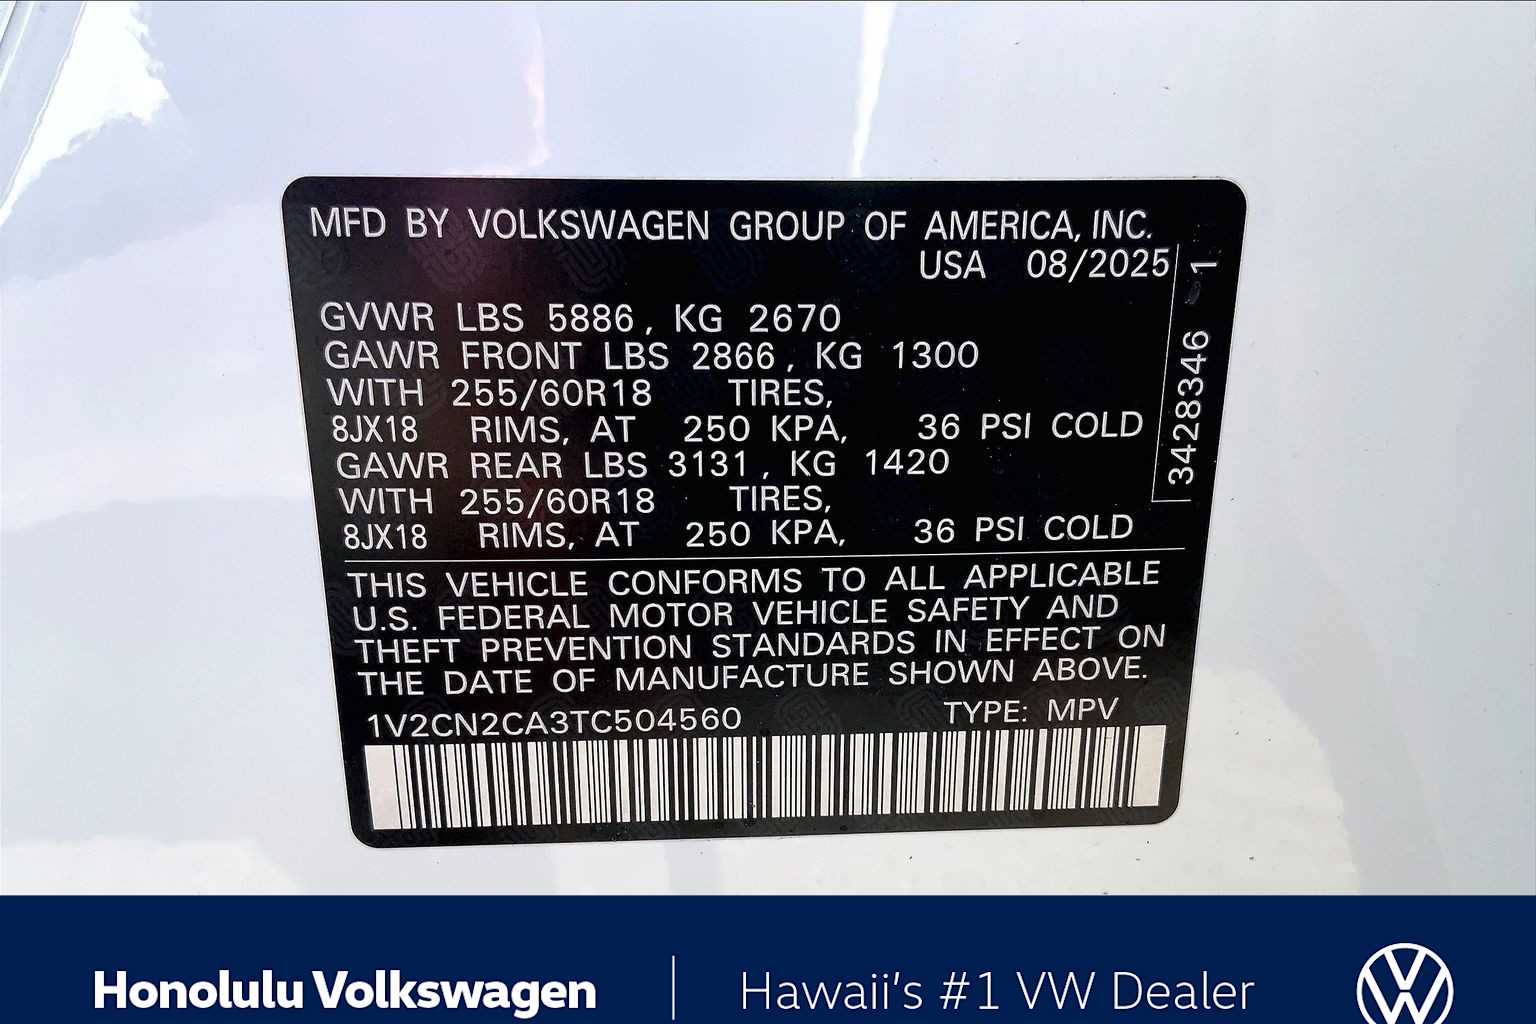 MFD BY VOLKSWAGEN GROUP OF AMERICA, INC.
USA 08/2025
GVWR LBS 5886, KG 2670
GAWR FRONT LBS 2866, KG 1300
WITH 255/60R18 TIRES,
8JX18 RIMS, AT 250 KPA, 36 PSI COLD
GAWR REAR LBS 3131, KG 1420
WITH 255/60R18 TIRES,
8JX18 RIMS, AT 250 KPA, 36 PSI COLD
3428346 - 1
THIS VEHICLE CONFORMS TO ALL APPLICABLE
U.S. FEDERAL MOTOR VEHICLE SAFETY AND
THEFT PREVENTION STANDARDS IN EFFECT ON
THE DATE OF MANUFACTURE SHOWN ABOVE.
1V2CN2CA3TC504560 TYPE: MPV
Honolulu Volkswagen
Hawaii's #1 VW Dealer